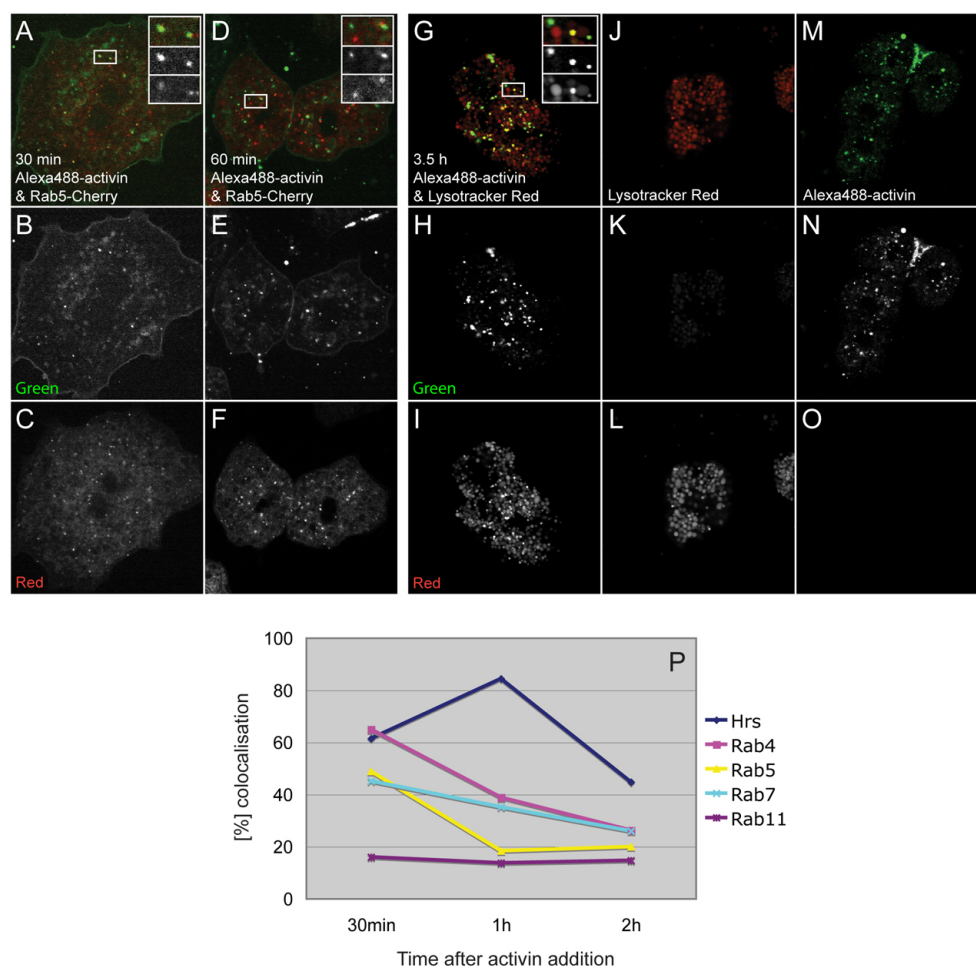 A
D
G
J
M
30 min
Alexa488-activin
& Rab5-Cherry
60 min
Alexa488-activin
& Rab5-Cherry
3.5 h
Alexa488-activin
& Lysotracker Red
Lysotracker Red
Alexa488-activin
B
E
H
K
N
Green
Green
C
F
I
L
O
Red
Red
P
100
80
60
40
20
0
[%] colocalisation
30min
1h
2h
Time after activin addition
Hrs
Rab4
Rab5
Rab7
Rab11